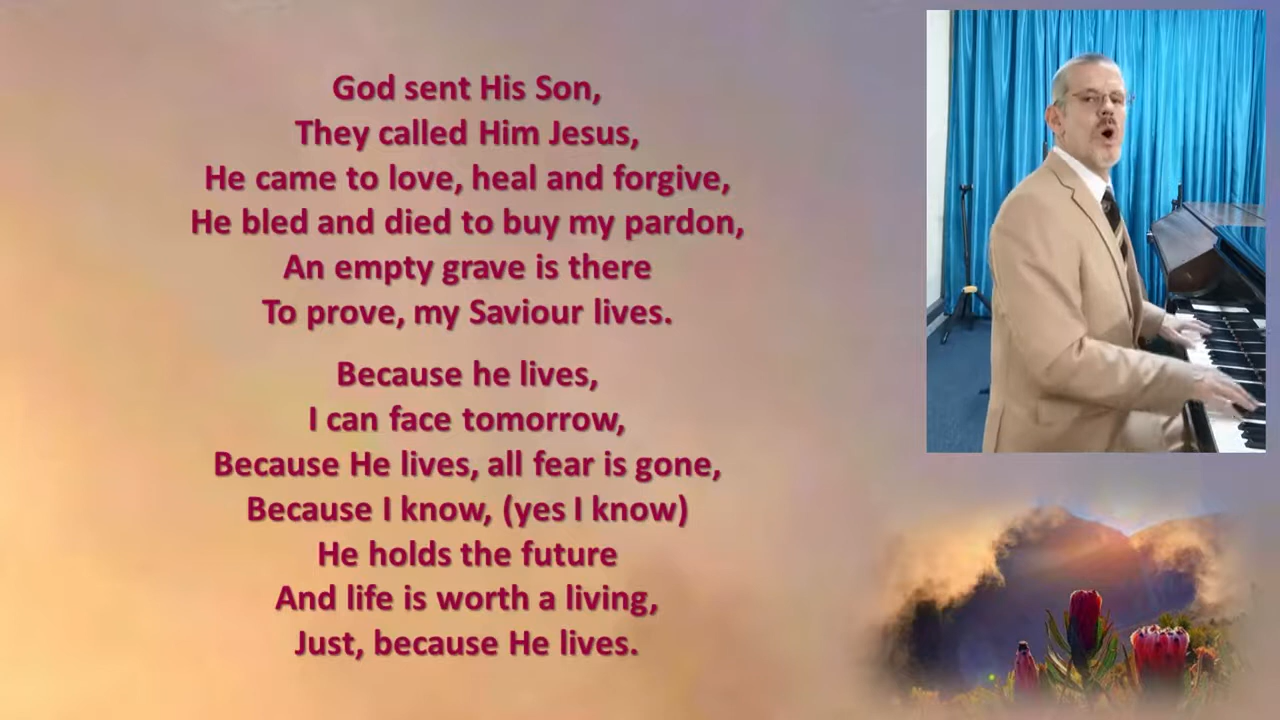 God sent His Son,
They called Him Jesus,
He came to love, heal and forgive,
He bled and died to buy my pardon,
An empty grave is there
To prove, my Saviour lives.
Because he lives,
I can face tomorrow,
Because He lives, all fear is gone,
Because I know, (yes I know)
He holds the future
And life is worth a living,
Just, because He lives.